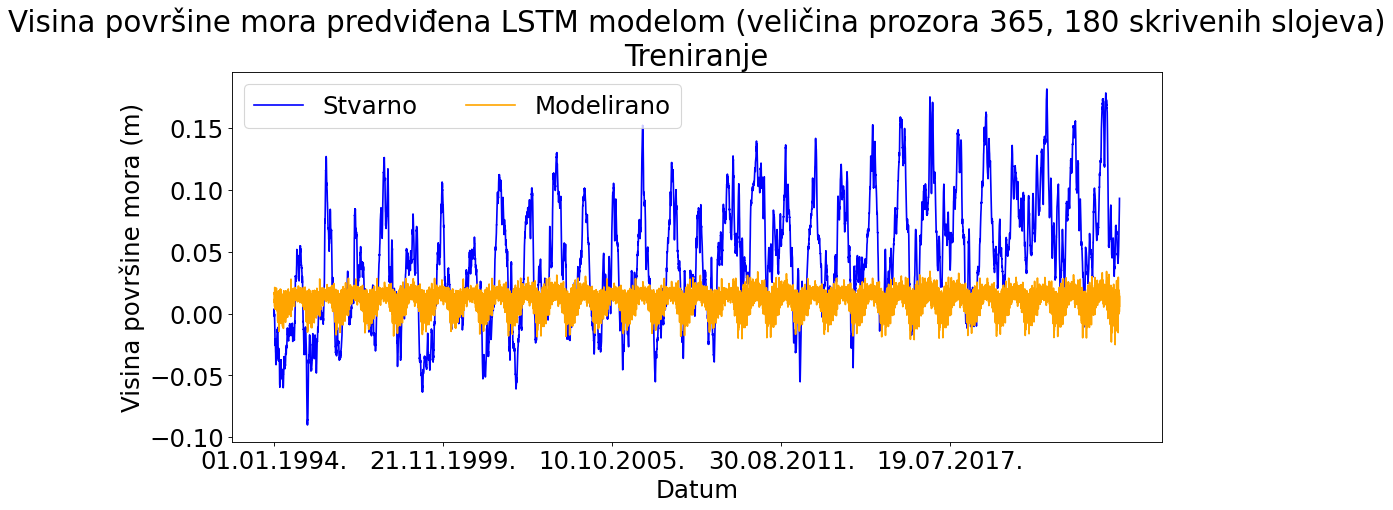 Visina površine mora predviđena LSTM modelom (veličina prozora 365, 180 skrivenih slojeva)
Treniranje
Stvarno
Modelirano
Visina površine mora (m)
0.15
0.10
0.05
0.00
−0.05
−0.10
01.01.1994.
21.11.1999.
10.10.2005.
30.08.2011.
19.07.2017.
Datum